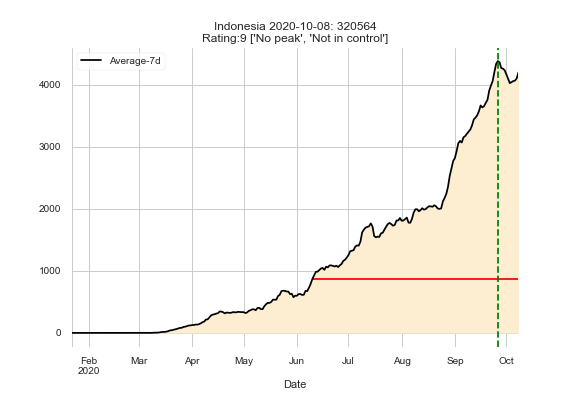 Indonesia 2020-10-08: 320564
Rating:9 ['No peak', 'Not in control']
Average-7d
4000
3000
2000
1000
0
Feb Mar Apr May Jun Jul Aug Sep Oct
2020
Date